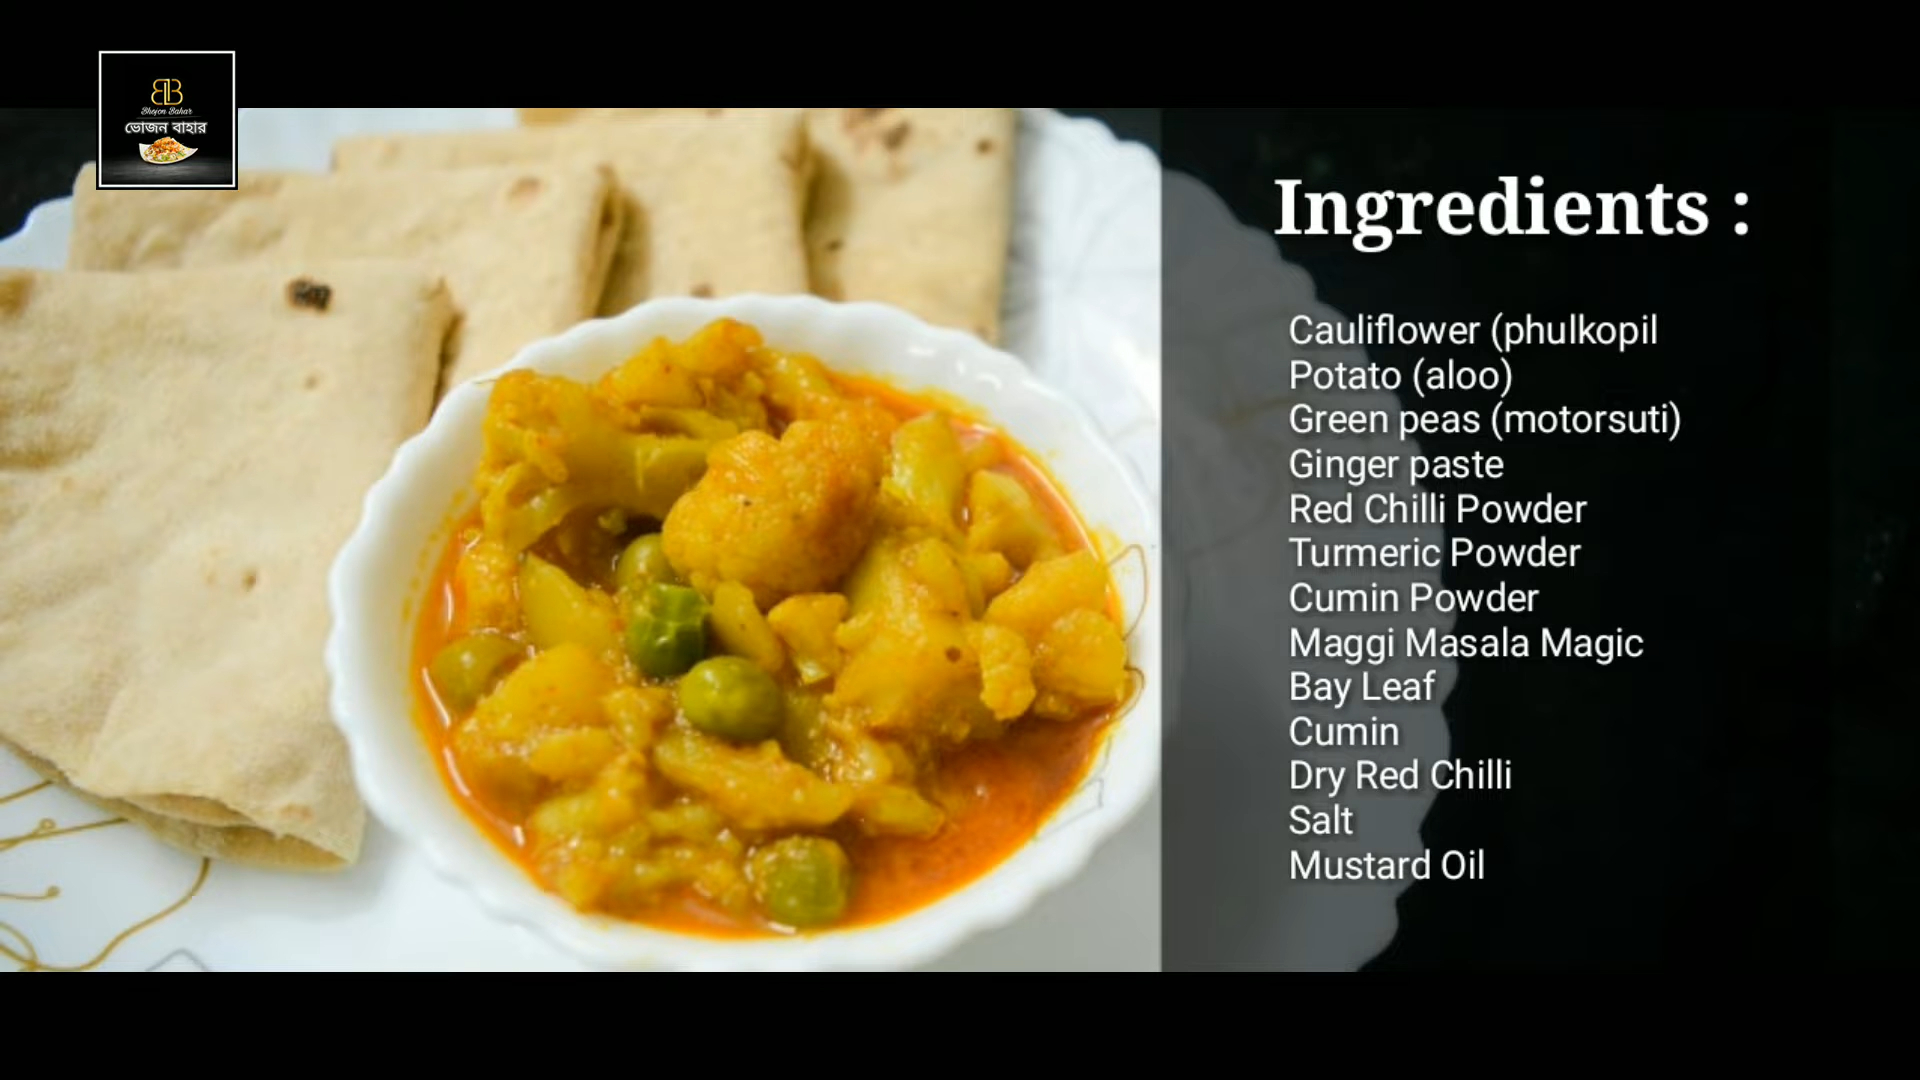 BB
Bhojon Bahar
ভোজন বাহার
Ingredients :
Cauliflower (phulkopil
Potato (aloo)
Green peas (motorsuti)
Ginger paste
Red Chilli Powder
Turmeric Powder
Cumin Powder
Maggi Masala Magic
Bay Leaf
Cumin
Dry Red Chilli
Salt
Mustard Oil